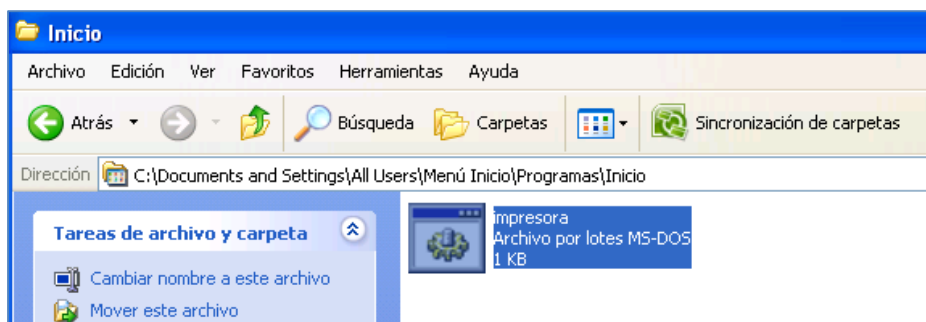 Inicio
Archivo Edición Ver Favoritos Herramientas Ayuda
Atrás Búsqueda Carpetas Sincronización de carpetas
Dirección C:\Documents and Settings\All Users\Menú Inicio\Programas\Inicio
Tareas de archivo y carpeta
Cambiar nombre a este archivo
Mover este archivo
impresora
Archivo por lotes MS-DOS
1 KB